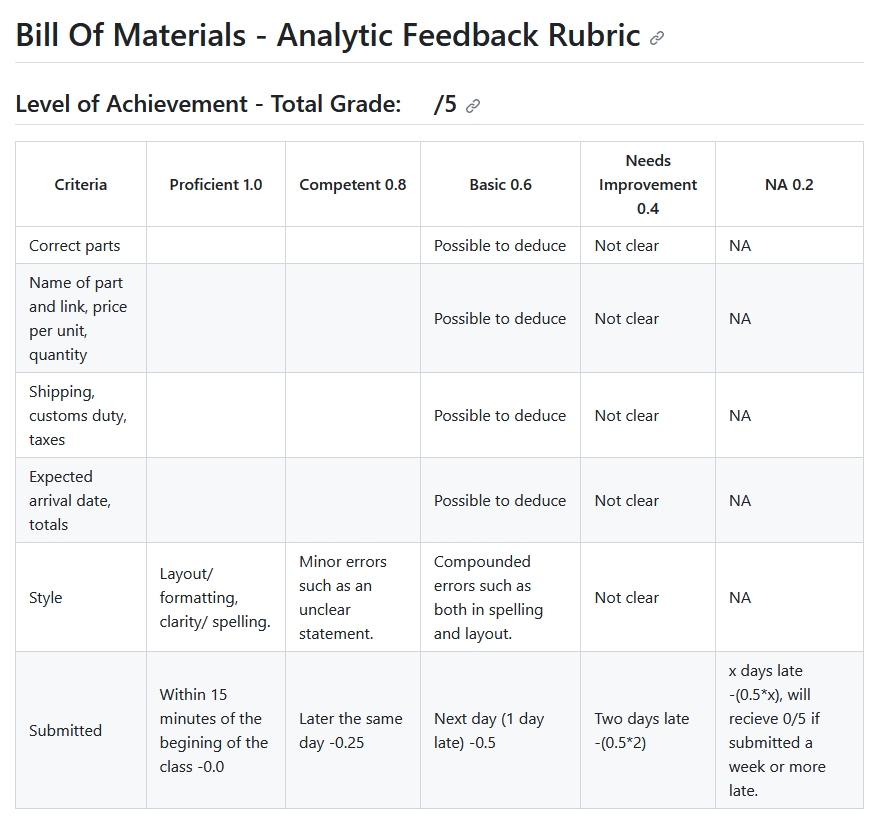 Bill Of Materials - Analytic Feedback Rubric
Level of Achievement - Total Grade: /5
Criteria
Proficient 1.0
Competent 0.8
Basic 0.6
Needs
Improvement
0.4
NA 0.2
Correct parts
Possible to deduce
Not clear
NA
Name of part
and link, price
per unit,
quantity
Possible to deduce
Not clear
NA
Shipping,
customs duty,
taxes
Possible to deduce
Not clear
NA
Expected
arrival date,
totals
Possible to deduce
Not clear
NA
Style
Layout/
formatting,
clarity/ spelling.
Minor errors
such as an
unclear
statement.
Compounded
errors such as
both in spelling
and layout.
Not clear
NA
Submitted
Within 15
minutes of the
begining of the
class -0.0
Later the same
day -0.25
Next day (1 day
late) -0.5
Two days late
-(0.5*2)
x days late
-(0.5*x), will
recieve 0/5 if
submitted a
week or more
late.